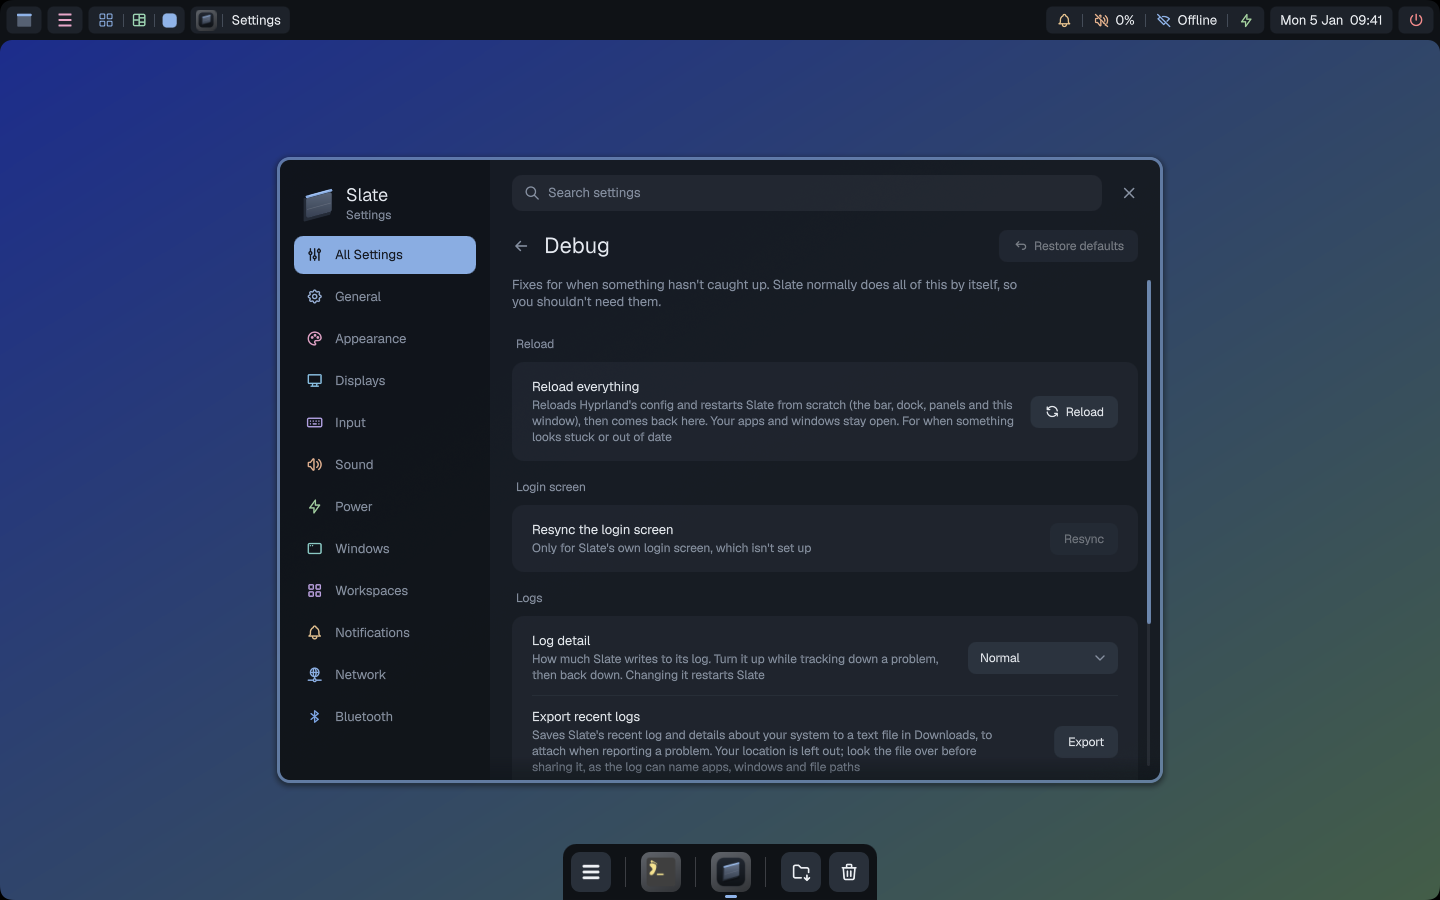 Settings
0%
Offline
Mon 5 Jan 09:41
Slate
Settings
Search settings
All Settings
General
Appearance
Displays
Input
Sound
Power
Windows
Workspaces
Notifications
Network
Bluetooth
Debug
Restore defaults
Fixes for when something hasn't caught up. Slate normally does all of this by itself, so
you shouldn't need them.
Reload
Reload everything
Reloads Hyprland's config and restarts Slate from scratch (the bar, dock, panels and this
window), then comes back here. Your apps and windows stay open. For when something
looks stuck or out of date
Reload
Login screen
Resync the login screen
Only for Slate's own login screen, which isn't set up
Resync
Logs
Log detail
How much Slate writes to its log. Turn it up while tracking down a problem,
then back down. Changing it restarts Slate
Normal
Export recent logs
Saves Slate's recent log and details about your system to a text file in Downloads, to
attach when reporting a problem. Your location is left out; look the file over before
sharing it, as the log can name apps, windows and file paths
Export